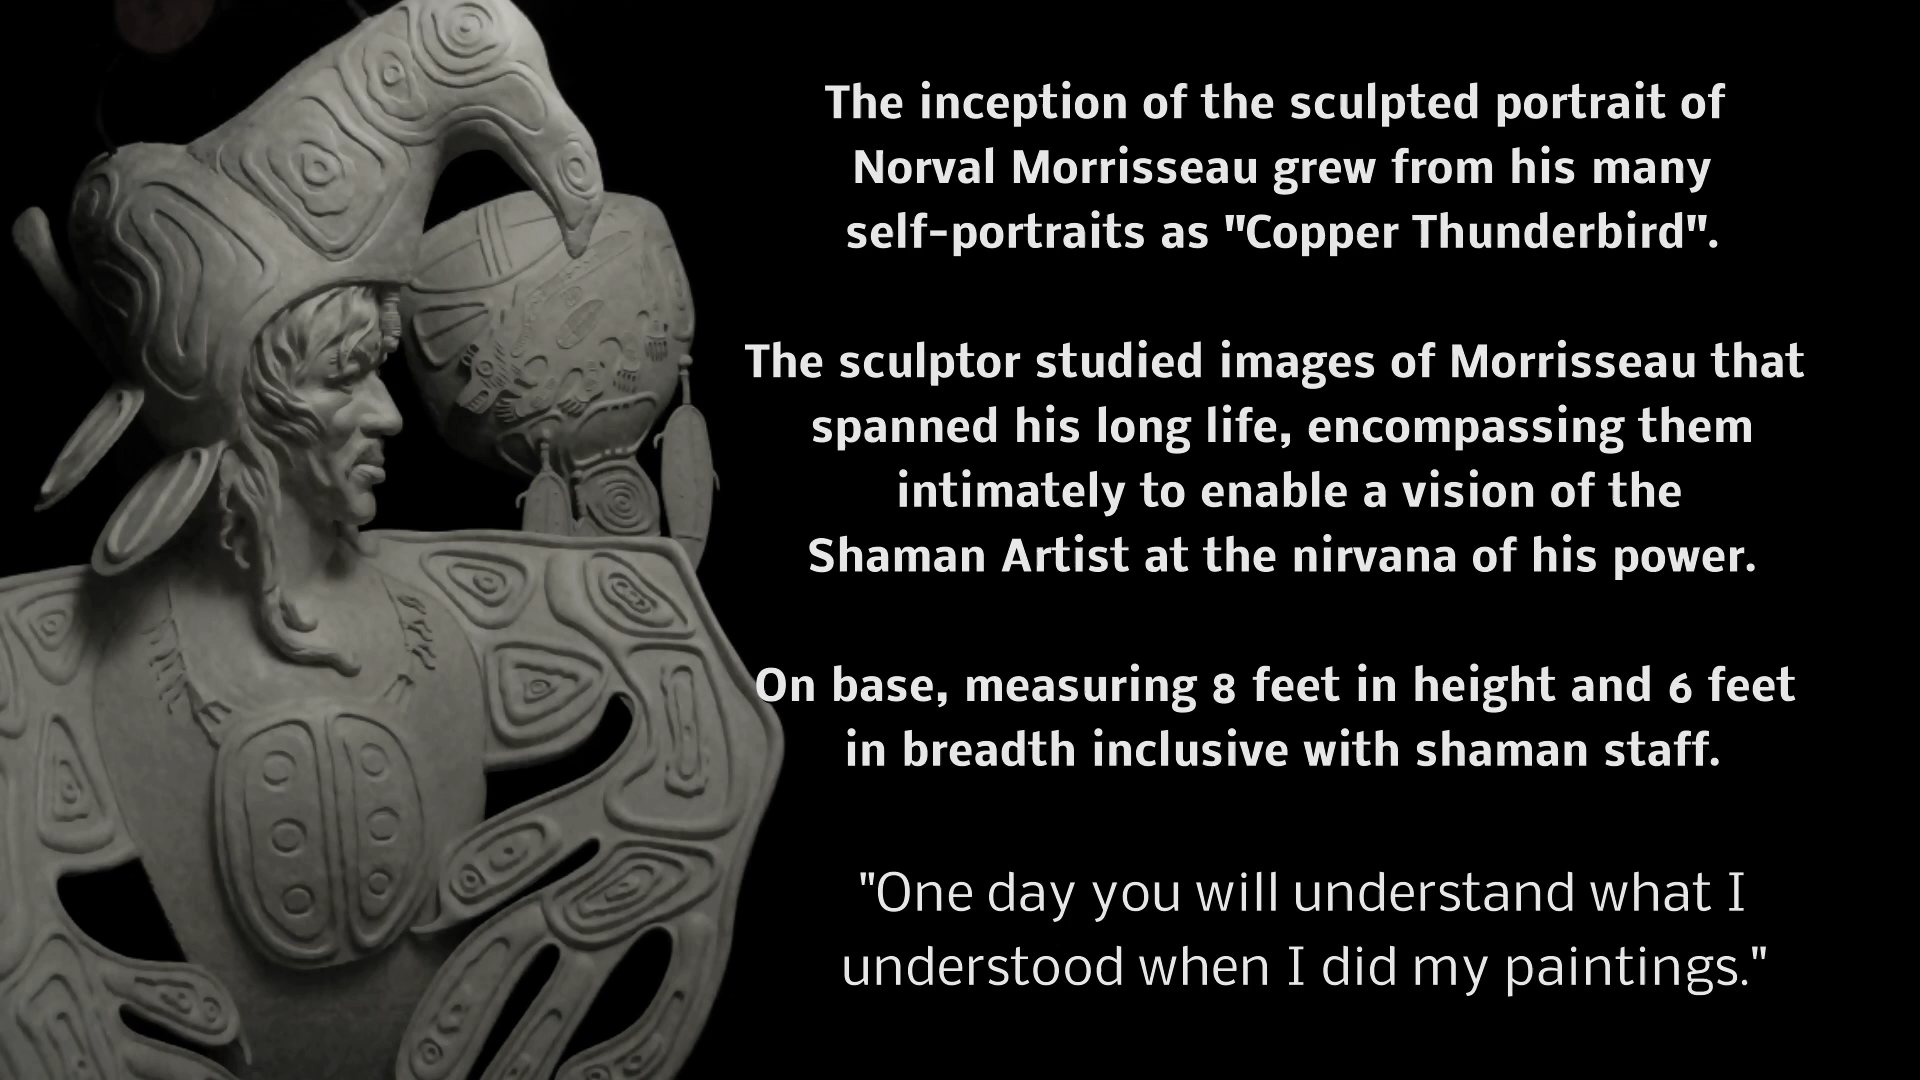 The inception of the sculpted portrait of
Norval Morrisseau grew from his many
self-portraits as "Copper Thunderbird".
The sculptor studied images of Morrisseau that
spanned his long life, encompassing them
intimately to enable a vision of the
Shaman Artist at the nirvana of his power.
On base, measuring 8 feet in height and 6 feet
in breadth inclusive with shaman staff.
"One day you will understand what I
understood when I did my paintings."